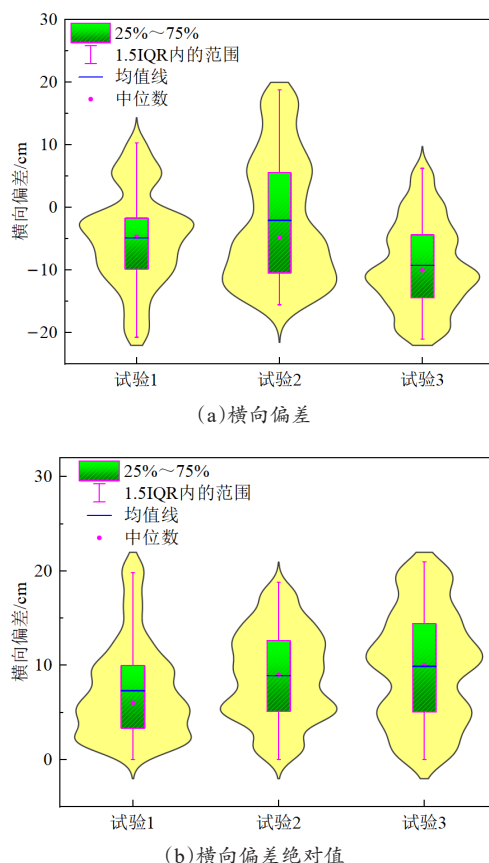 30
25%～75%
1.5IQR内的范围
均值线
中位数
20
10
0
−10
−20
横向偏差/cm
试验1 试验2 试验3
(a)横向偏差
30
25%～75%
1.5IQR内的范围
均值线
中位数
20
10
0
横向偏差/cm
试验1 试验2 试验3
(b)横向偏差绝对值